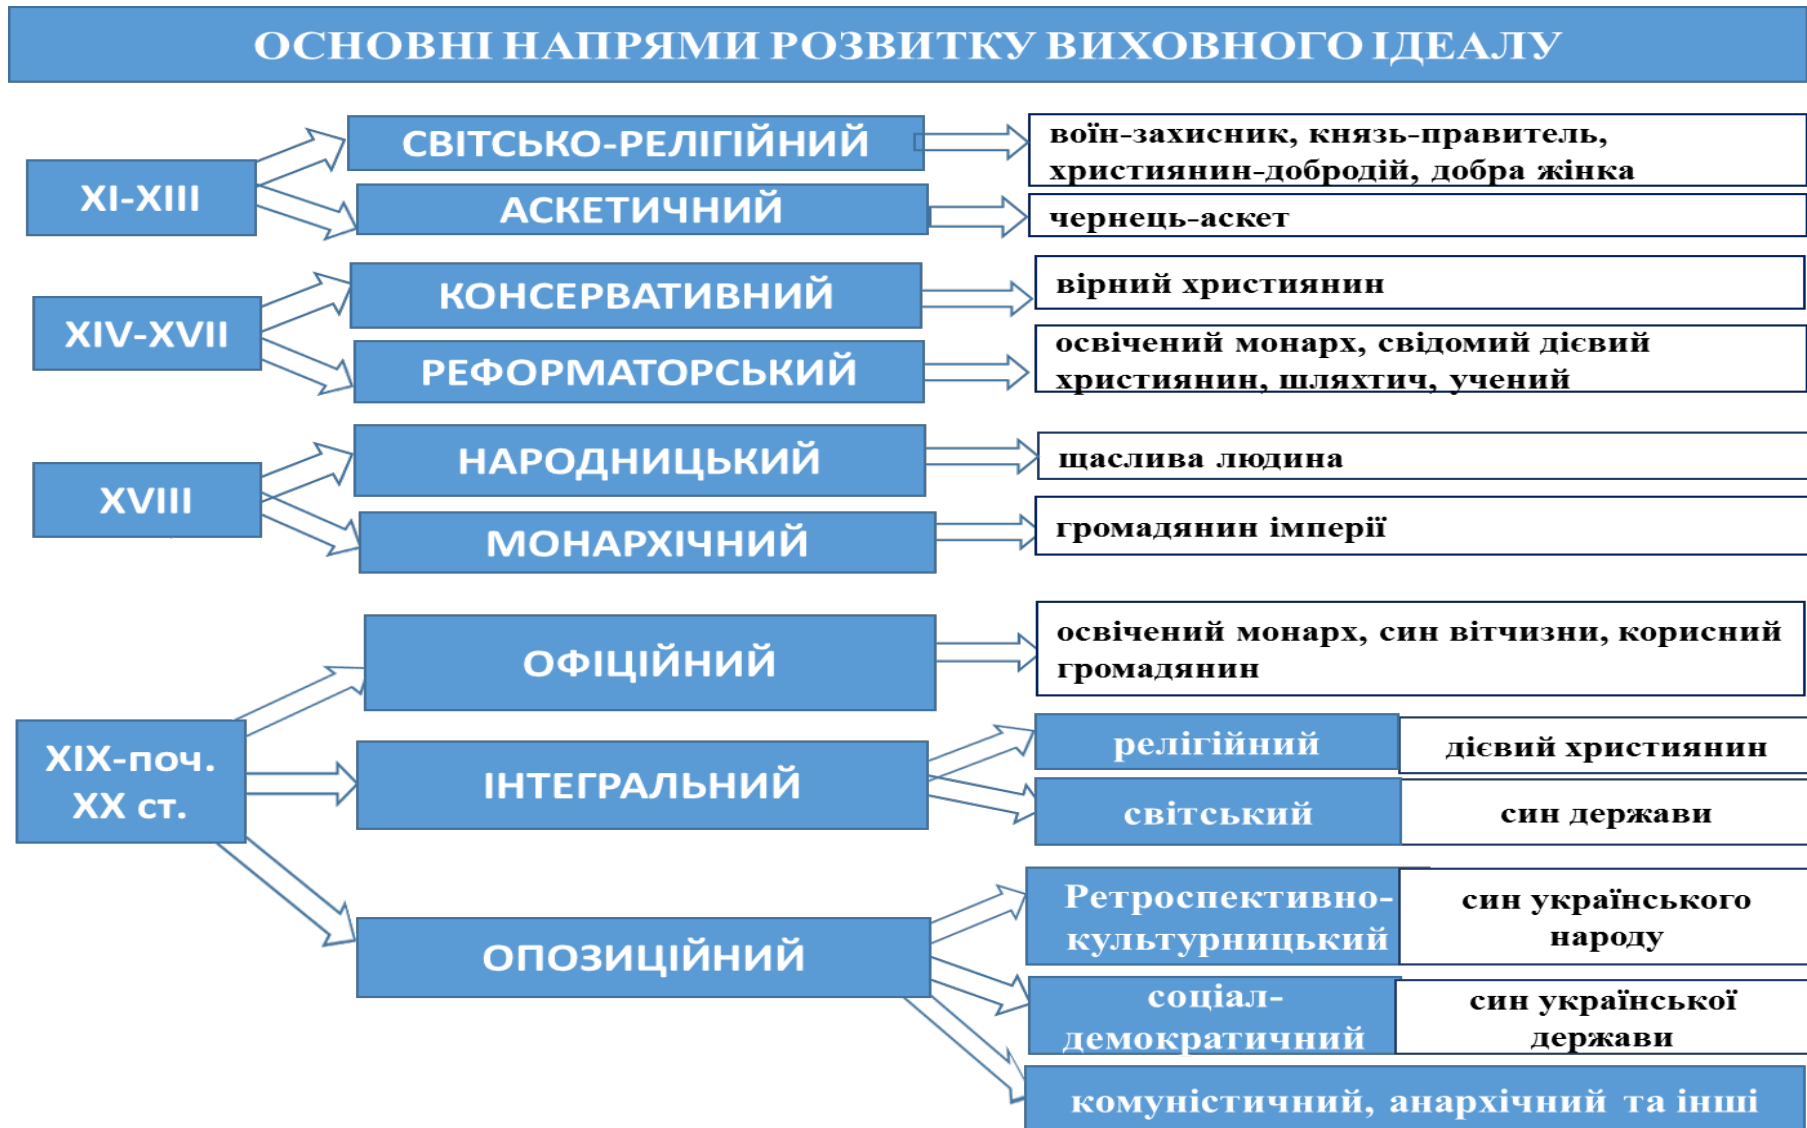 ОСНОВНІ НАПРЯМИ РОЗВИТКУ ВИХОВНОГО ІДЕАЛУ
XI-XIII
СВІТСЬКО-РЕЛІГІЙНИЙ
воїн-захисник, князь-правитель,
християнин-добродій, добра жінка
АСКЕТИЧНИЙ
чернець-аскет
XIV-XVII
КОНСЕРВАТИВНИЙ
вірний християнин
РЕФОРМАТОРСЬКИЙ
освічений монарх, свідомий дієвий
християнин, шляхтич, учений
XVIII
НАРОДНИЦЬКИЙ
щаслива людина
МОНАРХІЧНИЙ
громадянин імперії
XIX-поч.
XX ст.
ОФІЦІЙНИЙ
освічений монарх, син вітчизни, корисний
громадянин
ІНТЕГРАЛЬНИЙ
релігійний
дієвий християнин
світський
син держави
ОПОЗИЦІЙНИЙ
Ретроспективно-
культурницький
син українського
народу
соціал-
демократичний
син української
держави
комуністичний, анархічний та інші